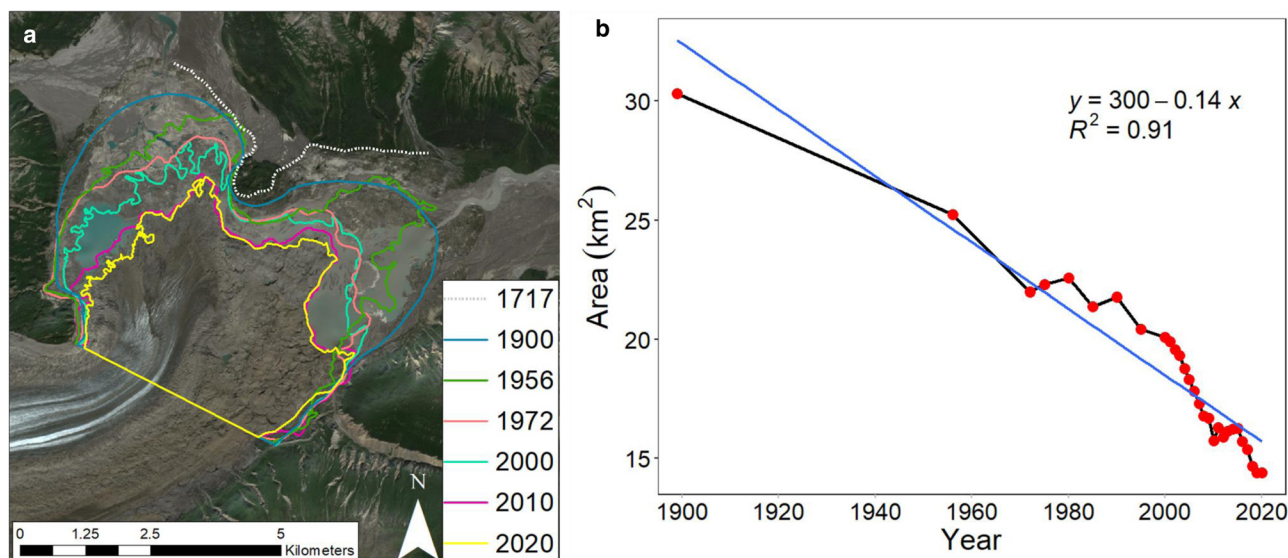 a
1717
1900
1956
1972
2000
2010
2020
N
0 1.25 2.5 5
Kilometers
b
y = 300 – 0.14 x
R² = 0.91
Area (km²)
30
25
20
15
1900 1920 1940 1960 1980 2000 2020
Year